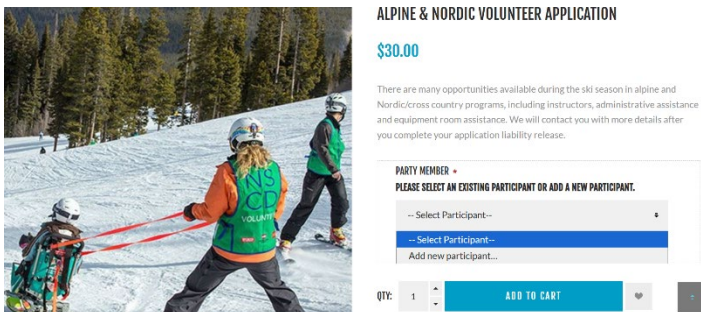 ALPINE & NORDIC VOLUNTEER APPLICATION
$30.00
There are many opportunities available during the ski season in alpine and
Nordic/cross country programs, including instructors, administrative assistance
and equipment room assistance. We will contact you with more details after
you complete your application liability release.
PARTY MEMBER *
PLEASE SELECT AN EXISTING PARTICIPANT OR ADD A NEW PARTICIPANT.
-- Select Participant--
-- Select Participant--
Add new participant...
QTY: 1 ADD TO CART
NS
CD
VOLUNTE